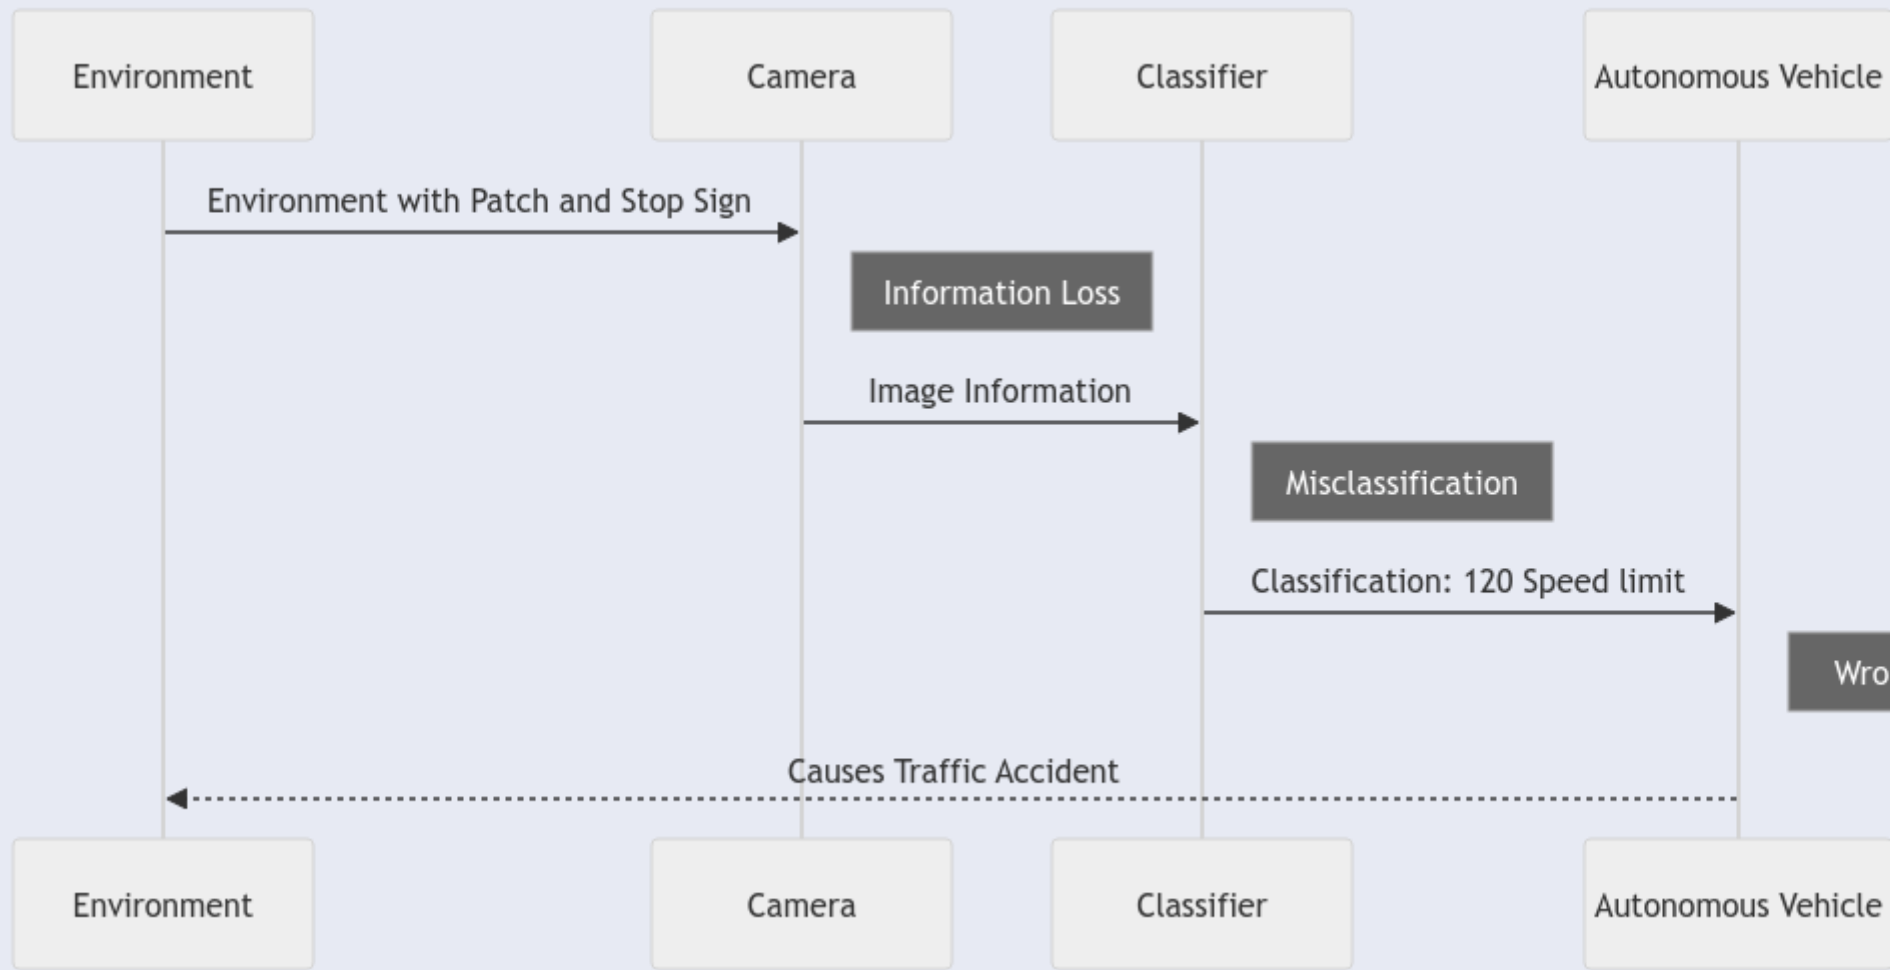 Environment
Camera
Classifier
Autonomous Vehicle
Environment with Patch and Stop Sign
Information Loss
Image Information
Misclassification
Classification: 120 Speed limit
Causes Traffic Accident
Environment
Camera
Classifier
Autonomous Vehicle